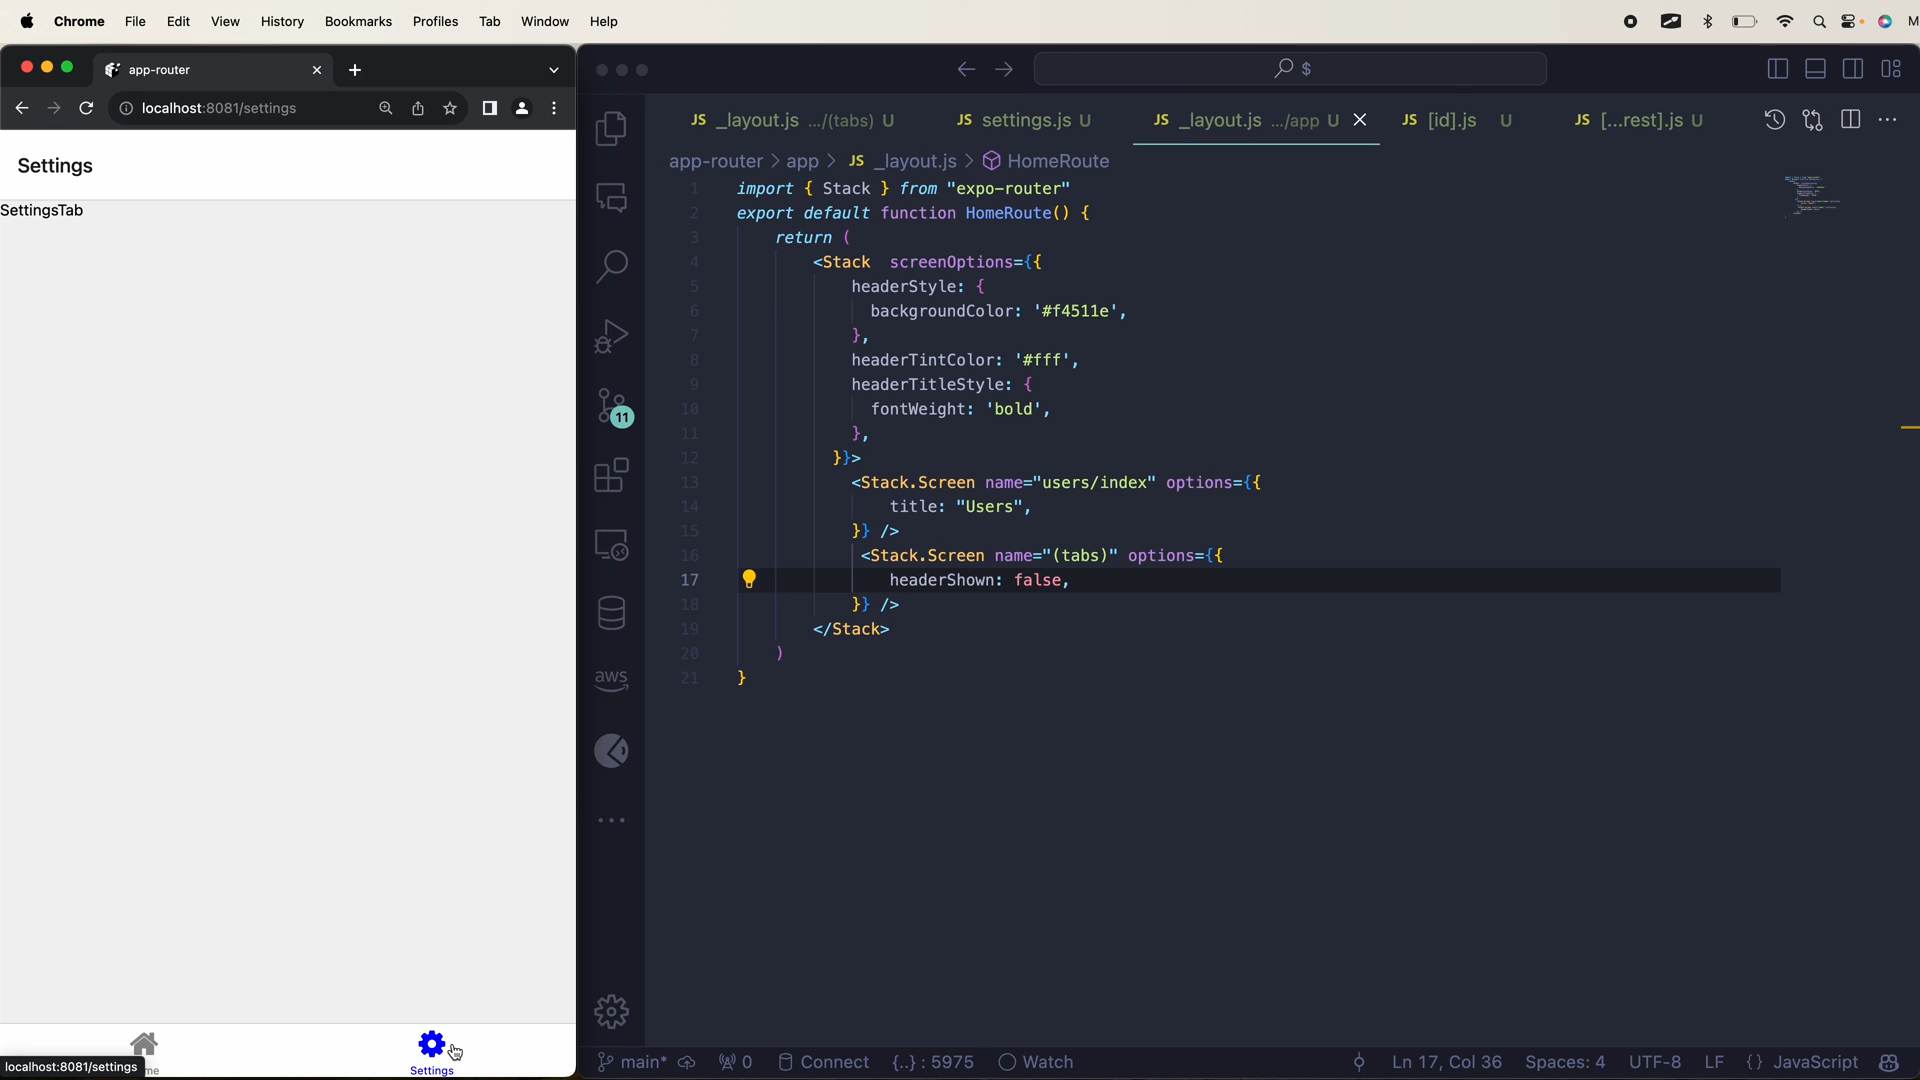 Chrome File Edit View History Bookmarks Profiles Tab Window Help
app-router
localhost:8081/settings
Settings
SettingsTab
Settings
localhost:8081/settings
me
$
JS _layout.js .../(tabs) U
JS settings.js U
JS _layout.js .../app U
JS [id].js U
JS [...rest].js U
app-router > app > JS _layout.js > HomeRoute
1 import { Stack } from "expo-router"
2 export default function HomeRoute() {
3 return (
4 <Stack screenOptions={{
5 headerStyle: {
6 backgroundColor: '#f4511e',
7 },
8 headerTintColor: '#fff',
9 headerTitleStyle: {
10 fontWeight: 'bold',
11 },
12 }}>
13 <Stack.Screen name="users/index" options={{
14 title: "Users",
15 }} />
16 <Stack.Screen name="(tabs)" options={{
17 headerShown: false,
18 }} />
19 </Stack>
20 )
21 }
11
aws
main* 0 Connect {..} : 5975 Watch Ln 17, Col 36 Spaces: 4 UTF-8 LF {} JavaScript